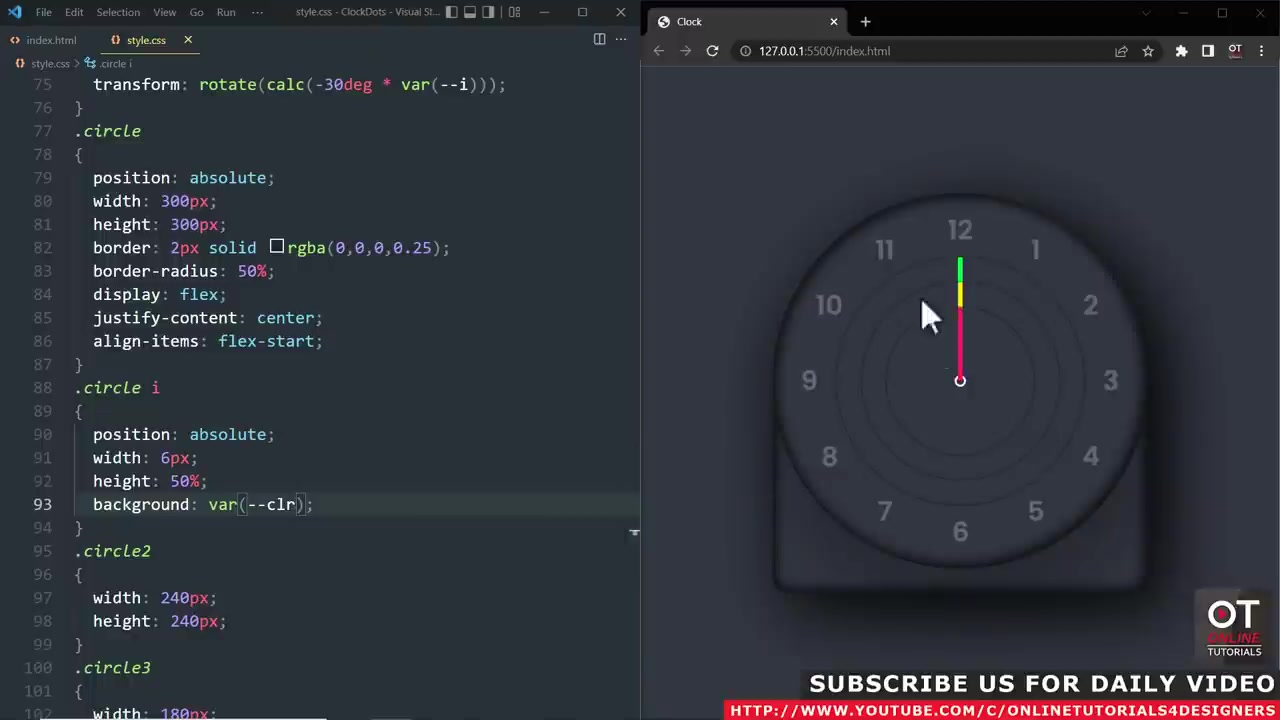 File Edit Selection View Go Run ··· style.css - ClockDots - Visual St...
index.html style.css
style.css > .circle i
75 transform: rotate(calc(-30deg * var(--i)));
76 }
77 .circle
78 {
79 position: absolute;
80 width: 300px;
81 height: 300px;
82 border: 2px solid rgba(0,0,0,0.25);
83 border-radius: 50%;
84 display: flex;
85 justify-content: center;
86 align-items: flex-start;
87 }
88 .circle i
89 {
90 position: absolute;
91 width: 6px;
92 height: 50%;
93 background: var(--clr);
94 }
95 .circle2
96 {
97 width: 240px;
98 height: 240px;
99 }
100 .circle3
101 {
102 width: 180px;
Clock
127.0.0.1:5500/index.html
OT
12
1
2
3
4
5
6
7
8
9
10
11
OT
ONLINE
TUTORIALS
SUBSCRIBE US FOR DAILY VIDEO
HTTP://WWW.YOUTUBE.COM/C/ONLINETUTORIALS4DESIGNERS